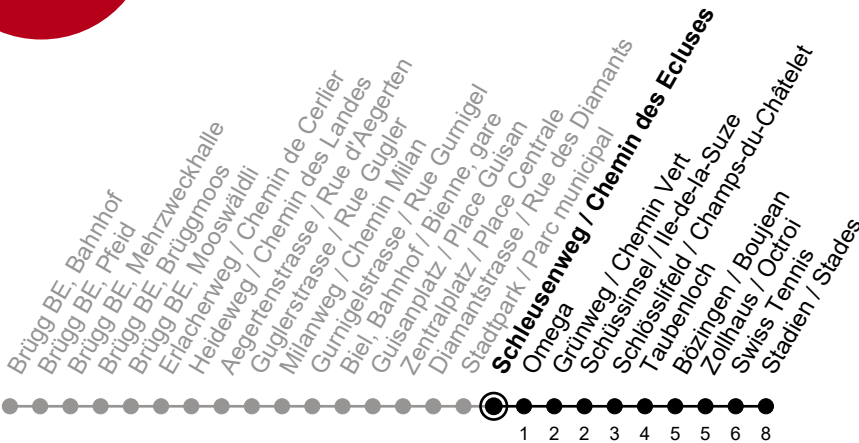 Brügg BE, Bahnhof
Brügg BE, Pfeid
Brügg BE, Mehrzweckhalle
Brügg BE, Brüggmoos
Brügg BE, Mooswäldli
Erlacherweg / Chemin de Cerlier
Heideweg / Chemin des Landes
Aegertenstrasse / Rue d'Aegerten
Guglerstrasse / Rue Gugler
Milanweg / Chemin Milan
Gurnigelstrasse / Rue Gurnigel
Biel, Bahnhof / Bienne, gare
Guisanplatz / Place Guisan
Zentralplatz / Place Centrale
Diamantstrasse / Rue des Diamants
Stadtpark / Parc municipal
Schleusenweg / Chemin des Ecluses
Omega
Grünweg / Chemin Vert
Schüssinsel / Ile-de-la-Suze
Schlösslifeld / Champs-du-Châtelet
Taubenloch
Bözingen / Boujean
Zollhaus / Octroi
Swiss Tennis
Stadien / Stades
1 2 2 3 4 5 5 6 8